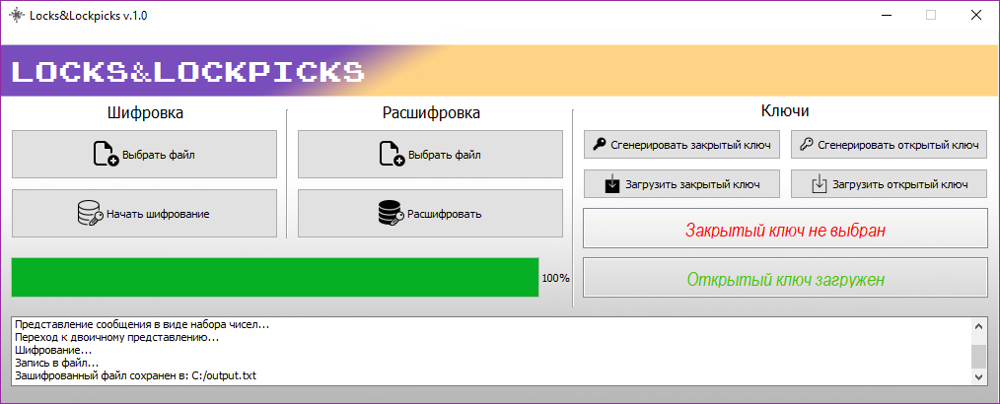 Locks&Lockpicks v.1.0
LOCKS&LOCKPICKS
Шифровка
Расшифровка
Ключи
Выбрать файл
Выбрать файл
Сгенерировать закрытый ключ
Сгенерировать открытый ключ
Начать шифрование
Расшифровать
Загрузить закрытый ключ
Загрузить открытый ключ
Закрытый ключ не выбран
100%
Открытый ключ загружен
Представление сообщения в виде набора чисел...
Переход к двоичному представлению...
Шифрование...
Запись в файл...
Зашифрованный файл сохранен в: C:/output.txt